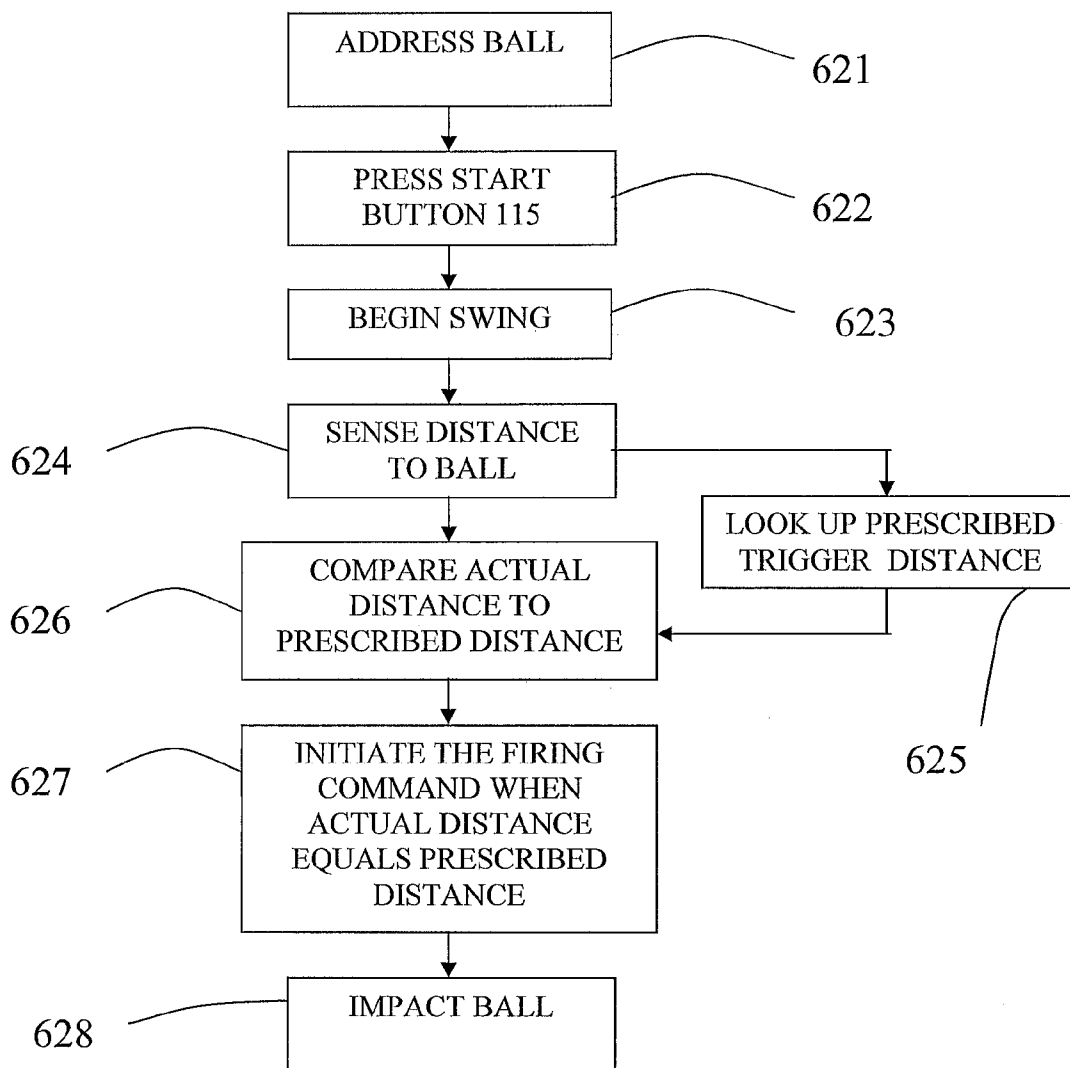 ADDRESS BALL
621
PRESS START
BUTTON 115
622
BEGIN SWING
623
SENSE DISTANCE
TO BALL
624
LOOK UP PRESCRIBED
TRIGGER DISTANCE
625
COMPARE ACTUAL
DISTANCE TO
PRESCRIBED DISTANCE
626
INITIATE THE FIRING
COMMAND WHEN
ACTUAL DISTANCE
EQUALS PRESCRIBED
DISTANCE
627
IMPACT BALL
628